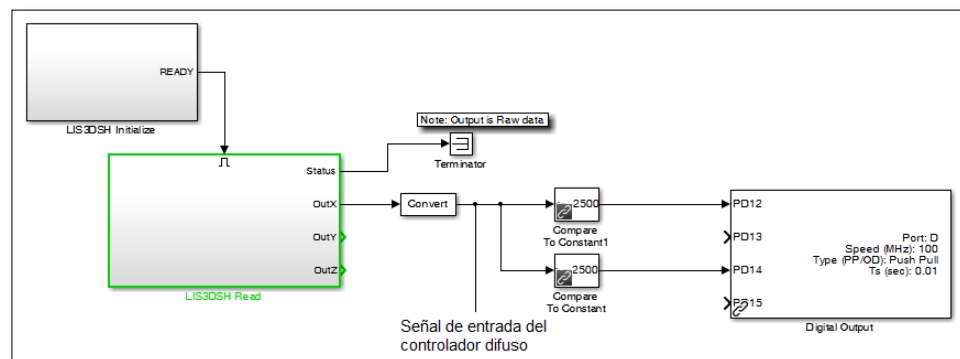 READY
LIS3DSH Initialize
Note: Output is Raw data
Terminator
Status
OutX
OutY
OutZ
LIS3DSH Read
Convert
2500
Compare
To Constant1
2500
Compare
To Constant
Señal de entrada del
controlador difuso
PD12
PD13
PD14
PD15
Port: D
Speed (MHz): 100
Type (PP/OD): Push Pull
Ts (sec): 0.01
Digital Output